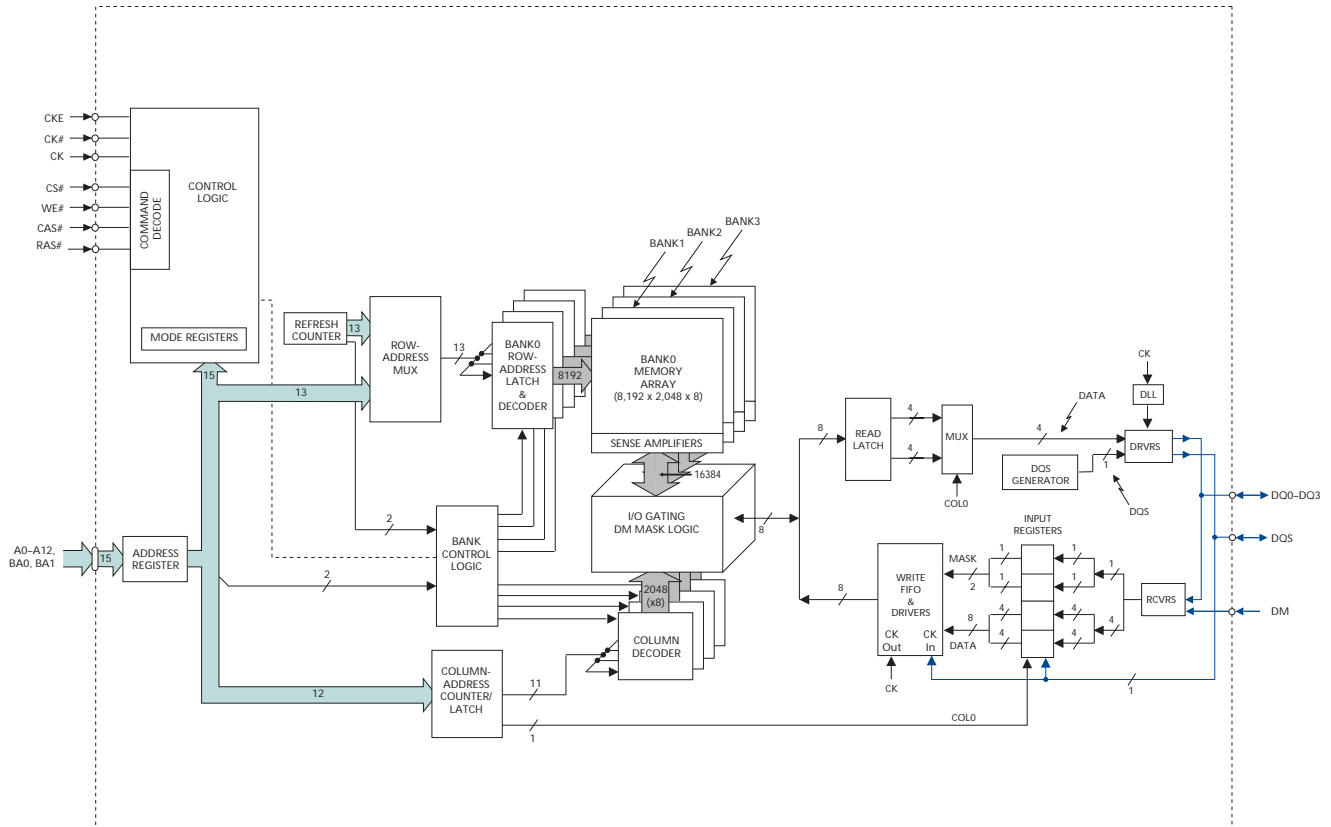 CKE
CK#
CK
CS#
WE#
CAS#
RAS#
COMMAND
DECODE
CONTROL
LOGIC
MODE REGISTERS
15
REFRESH
COUNTER
13
13
ROW-
ADDRESS
MUX
13
BANK0
ROW-
ADDRESS
LATCH
&
DECODER
8192
BANK1
BANK2
BANK3
BANK0
MEMORY
ARRAY
(8,192 x 2,048 x 8)
SENSE AMPLIFIERS
16384
I/O GATING
DM MASK LOGIC
8
2048
(x8)
COLUMN
DECODER
A0–A12,
BA0, BA1
15
ADDRESS
REGISTER
2
2
BANK
CONTROL
LOGIC
12
COLUMN-
ADDRESS
COUNTER/
LATCH
11
1
COL0
8
READ
LATCH
4
4
MUX
COL0
4
DATA
CK
DLL
DRVRS
DQS
GENERATOR
1
DQS
INPUT
REGISTERS
8
WRITE
FIFO
&
DRIVERS
CK
Out
CK
In
CK
MASK
2
8
DATA
1
1
4
4
1
1
4
4
1
4
RCVRS
1
DQ0–DQ3
DQS
DM